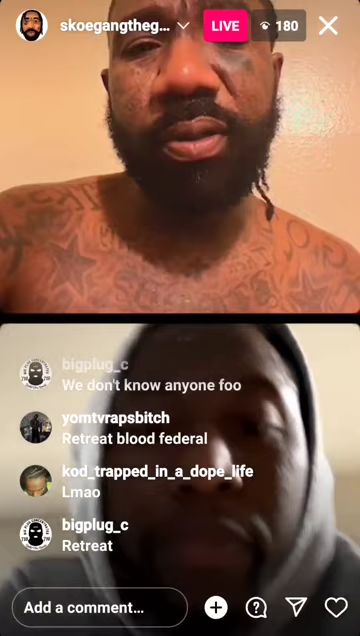 skoegangtheg...
LIVE
180
bigplug_c
We don't know anyone foo
yomtvrapsbitch
Retreat blood federal
kod_trapped_in_a_dope_life
Lmao
bigplug_c
Retreat
Add a comment...